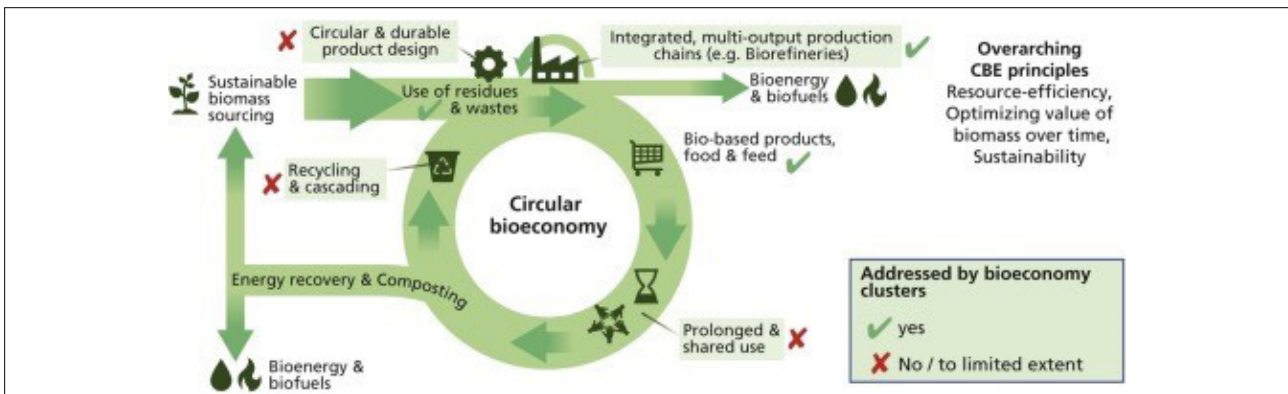 Circular & durable
product design
Integrated, multi-output production
chains (e.g. Biorefineries)
Overarching
CBE principles
Resource-efficiency,
Optimizing value of
biomass over time,
Sustainability
Sustainable
biomass
sourcing
Use of residues
& wastes
Bioenergy
& biofuels
Bio-based products,
food & feed
Recycling
& cascading
Circular
bioeconomy
Energy recovery & Composting
Prolonged &
shared use
Bioenergy &
biofuels
Addressed by bioeconomy
clusters
yes
No / to limited extent